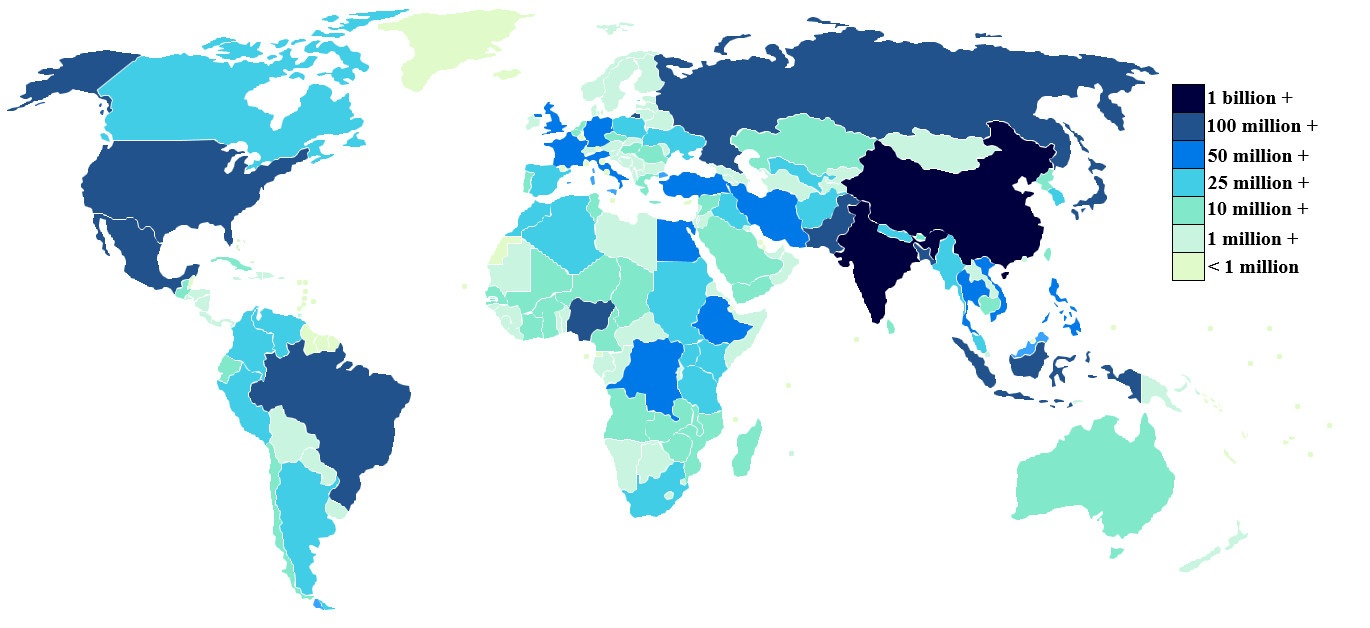 1 billion +
100 million +
50 million +
25 million +
10 million +
1 million +
< 1 million